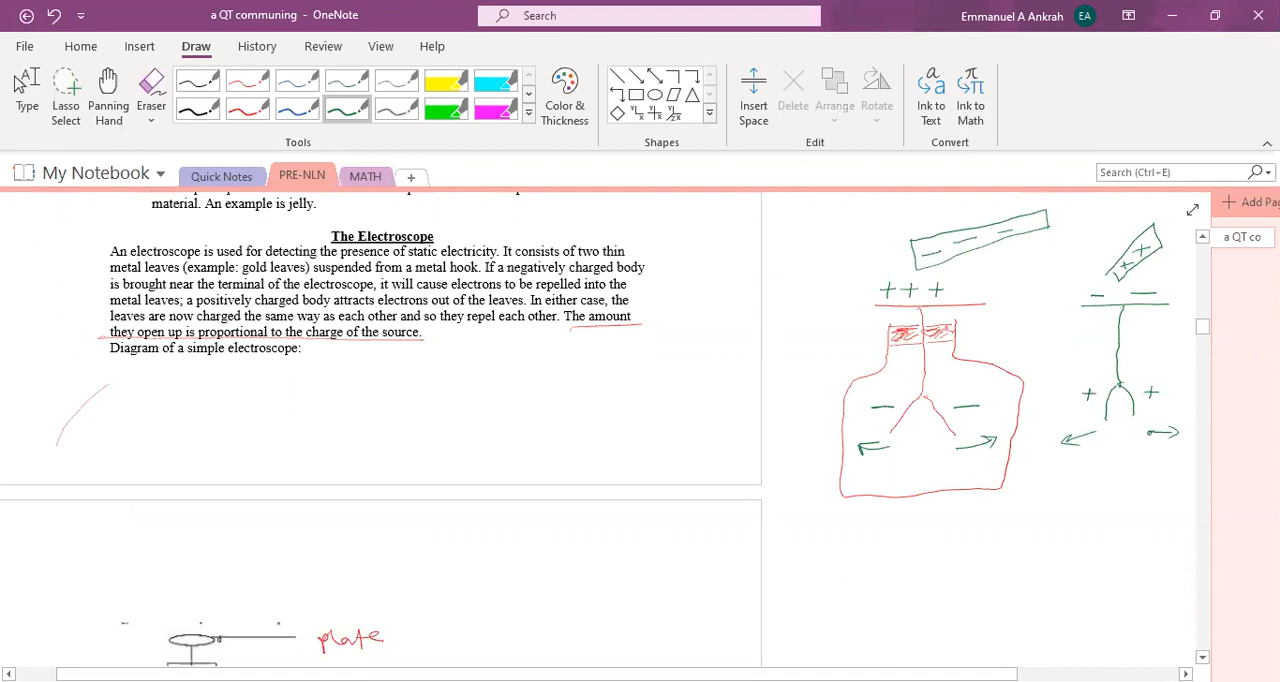 a QT communing - OneNote
Search
Emmanuel A Ankrah
EA
File Home Insert Draw History Review View Help
Type
Lasso Select
Panning Hand
Eraser
Color & Thickness
Insert Space
Delete
Arrange
Rotate
Ink to Text
Ink to Math
Tools
Shapes
Edit
Convert
My Notebook
Quick Notes
PRE-NLN
MATH
Search (Ctrl+E)
Add Pag
a QT co
material. An example is jelly.
The Electroscope
An electroscope is used for detecting the presence of static electricity. It consists of two thin
metal leaves (example: gold leaves) suspended from a metal hook. If a negatively charged body
is brought near the terminal of the electroscope, it will cause electrons to be repelled into the
metal leaves; a positively charged body attracts electrons out of the leaves. In either case, the
leaves are now charged the same way as each other and so they repel each other. The amount
they open up is proportional to the charge of the source.
Diagram of a simple electroscope:
- - - -
+ +
+ + +
- -
- -
+ +
plate